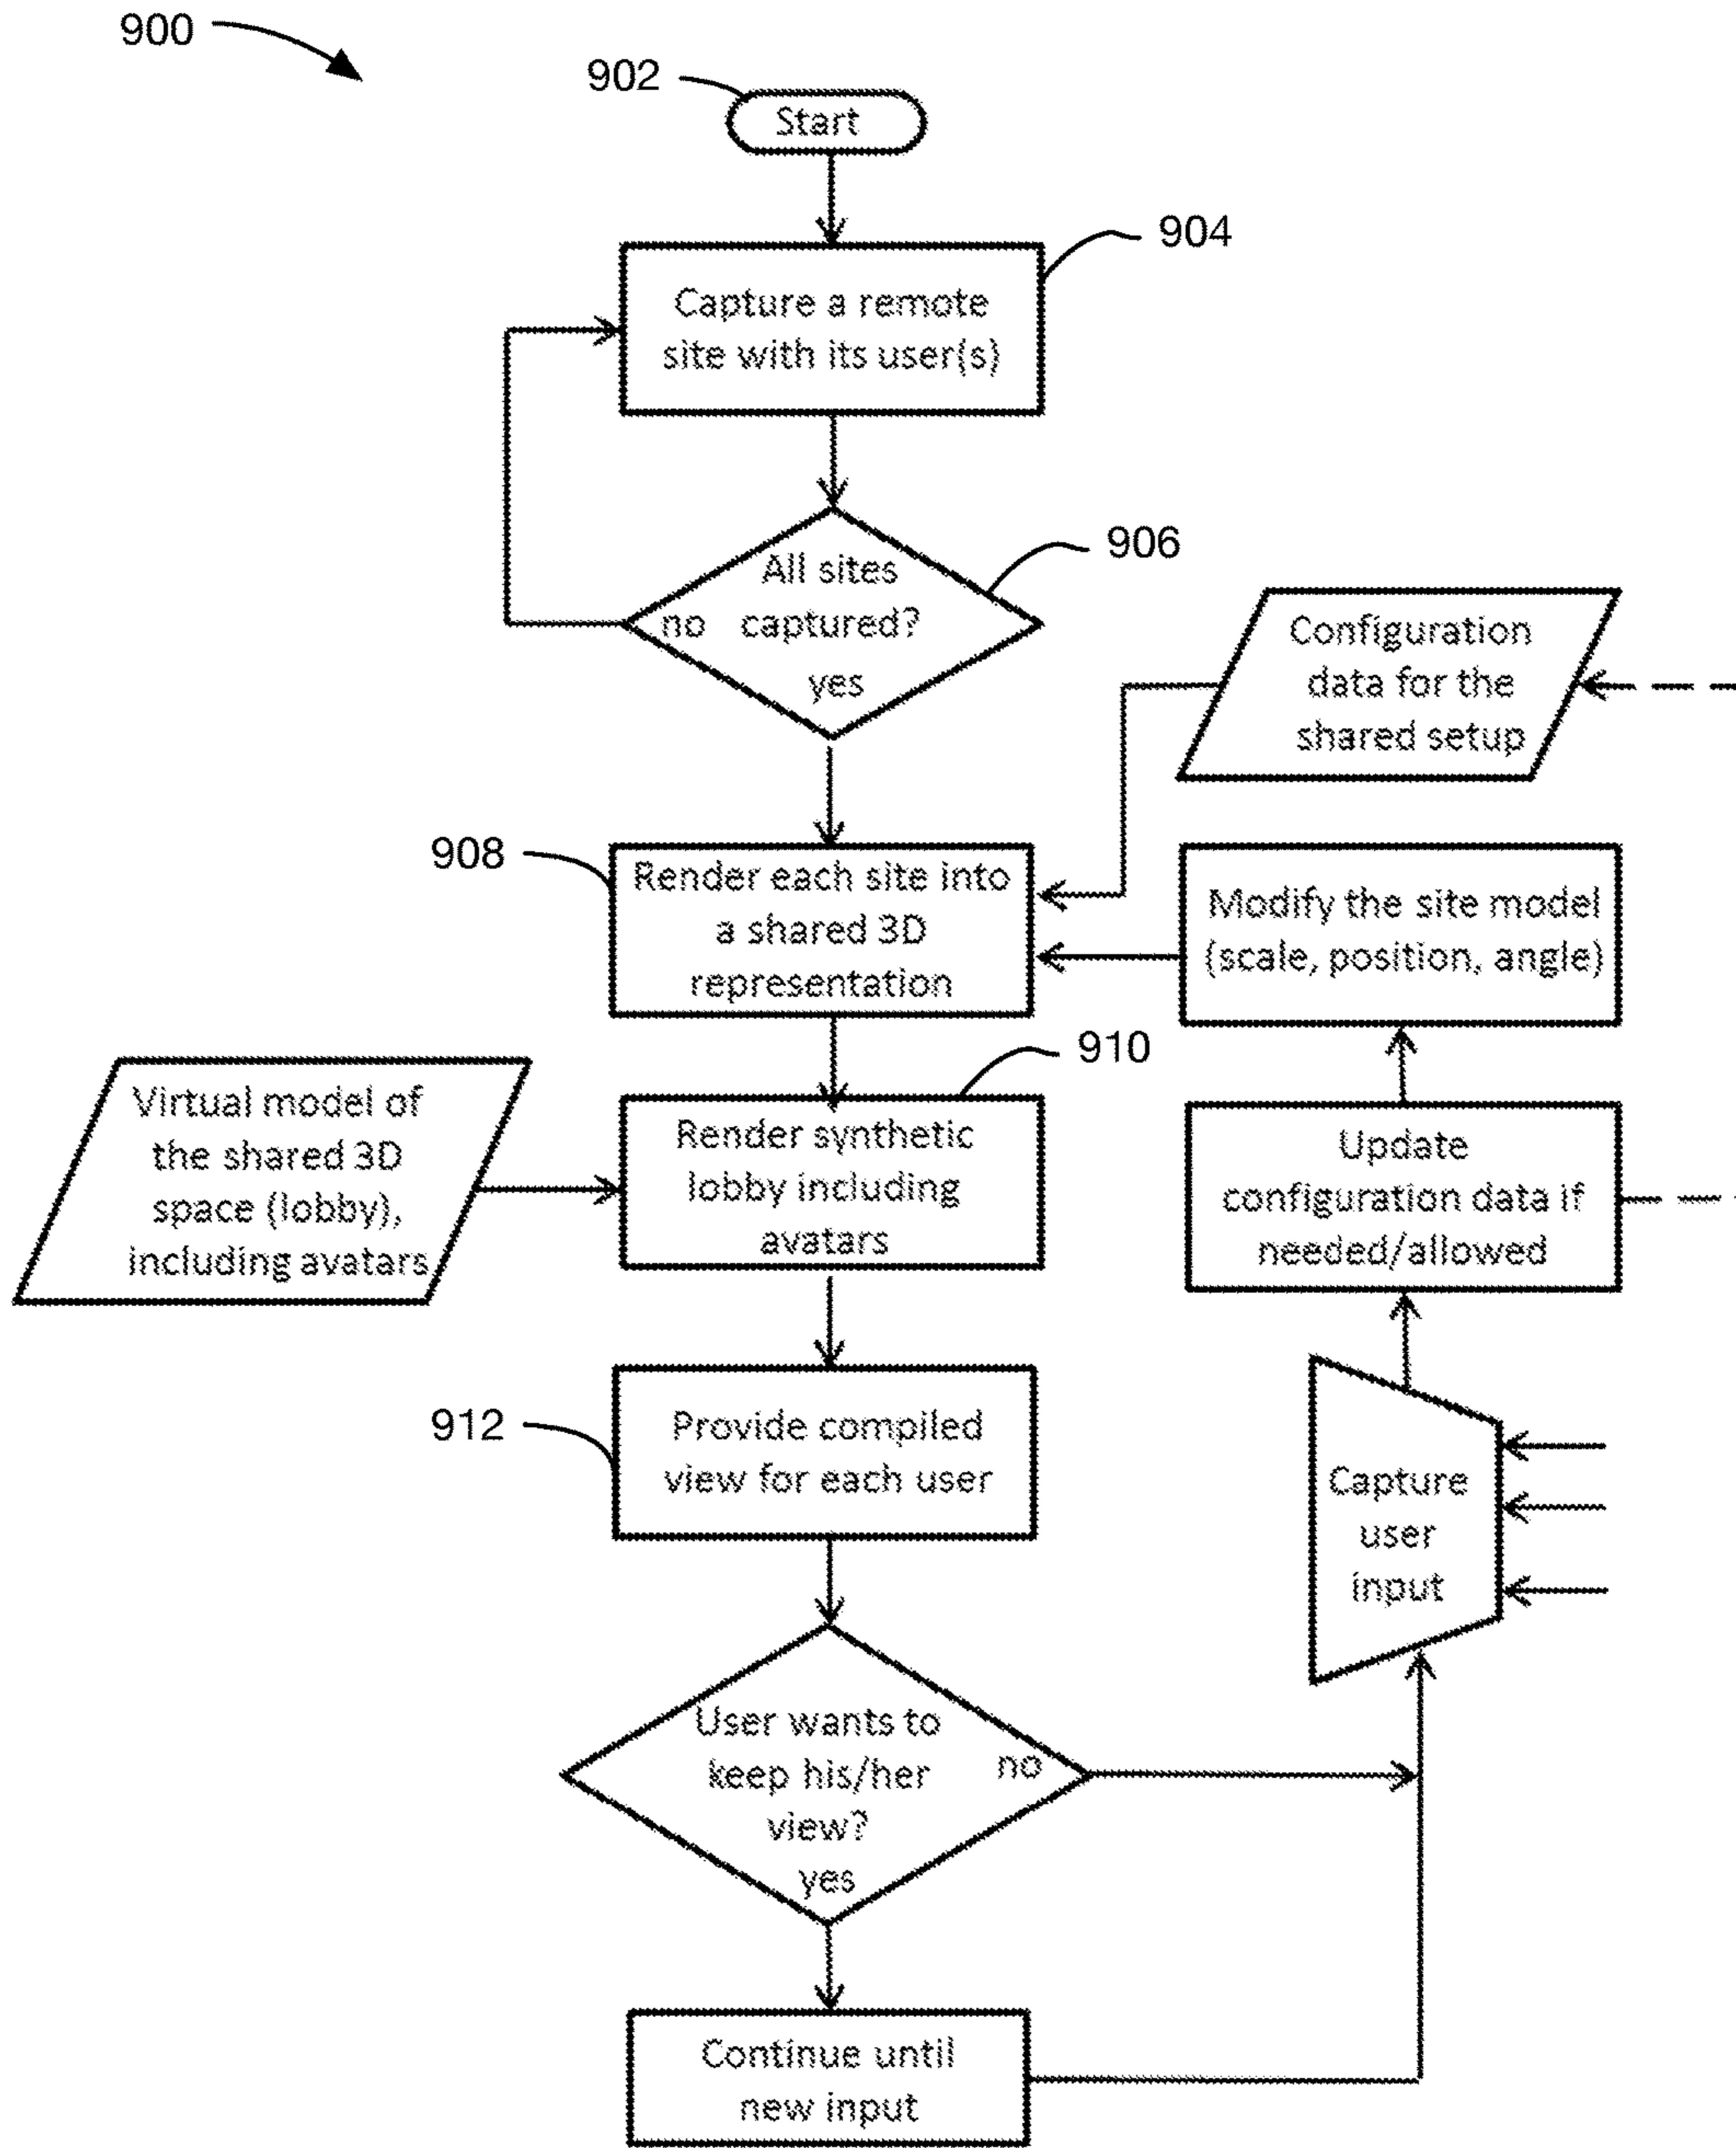 900
902
Start
904
Capture a remote
site with its user(s)
906
All sites
no captured?
yes
Configuration
data for the
shared setup
908
Render each site into
a shared 3D
representation
Modify the site model
(scale, position, angle)
910
Virtual model of
the shared 3D
space (lobby),
including avatars
Render synthetic
lobby including
avatars
Update
configuration data if
needed/allowed
912
Provide compiled
view for each user
Capture
user
input
User wants to
keep his/her
no
view?
yes
Continue until
new input